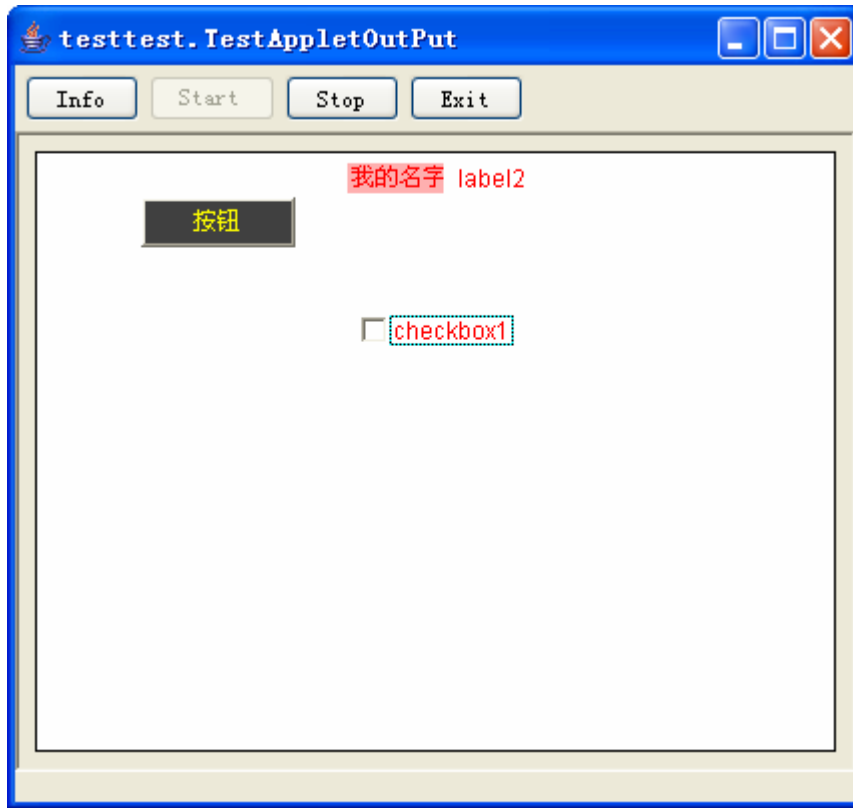 testtest.TestAppletOutPut
Info Start Stop Exit
我的名字 label2
按钮
checkbox1